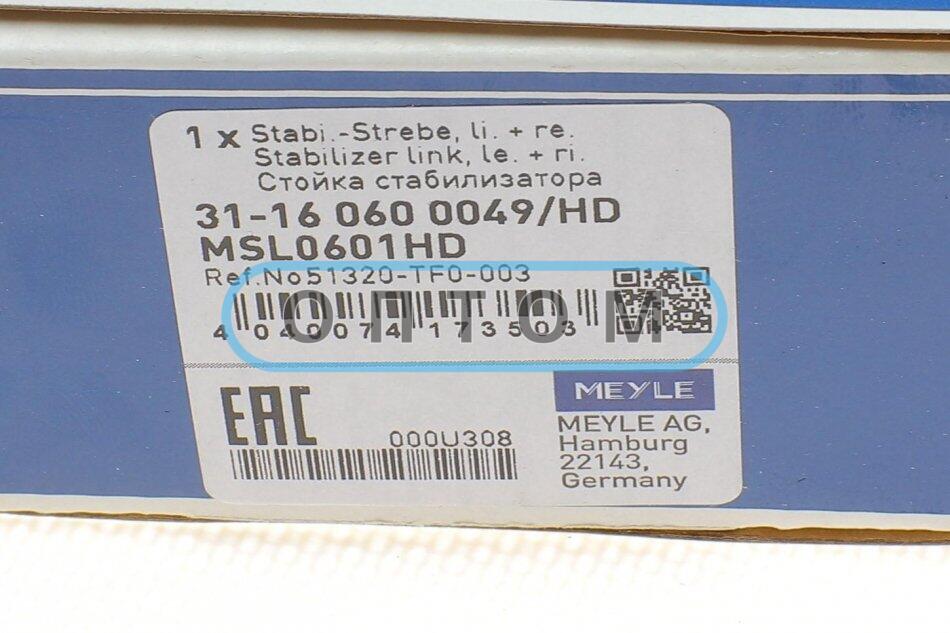 1 x Stabi.-Strebe, li. + re.
Stabilizer link, le. + ri.
Стойка стабилизатора
31-16 060 0049/HD
MSL0601HD
Ref.No51320-TF0-003
ОПТОМ
4 040074 173503
EAC
000U308
MEYLE
MEYLE AG,
Hamburg
22143,
Germany